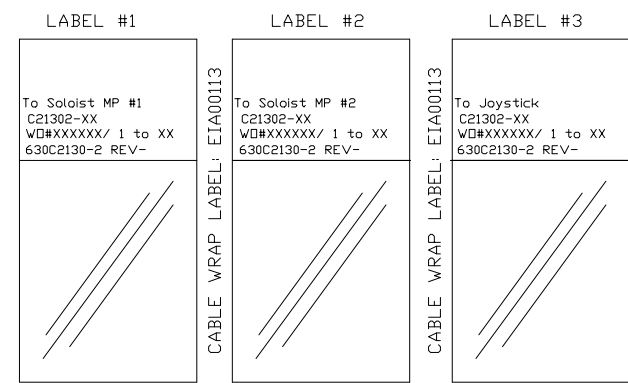 LABEL #1
To Soloist MP #1
C21302-XX
WO#XXXXXX/ 1 to XX
630C2130-2 REV-
CABLE WRAP LABEL: EIA00113
LABEL #2
To Soloist MP #2
C21302-XX
WO#XXXXXX/ 1 to XX
630C2130-2 REV-
CABLE WRAP LABEL: EIA00113
LABEL #3
To Joystick
C21302-XX
WO#XXXXXX/ 1 to XX
630C2130-2 REV-